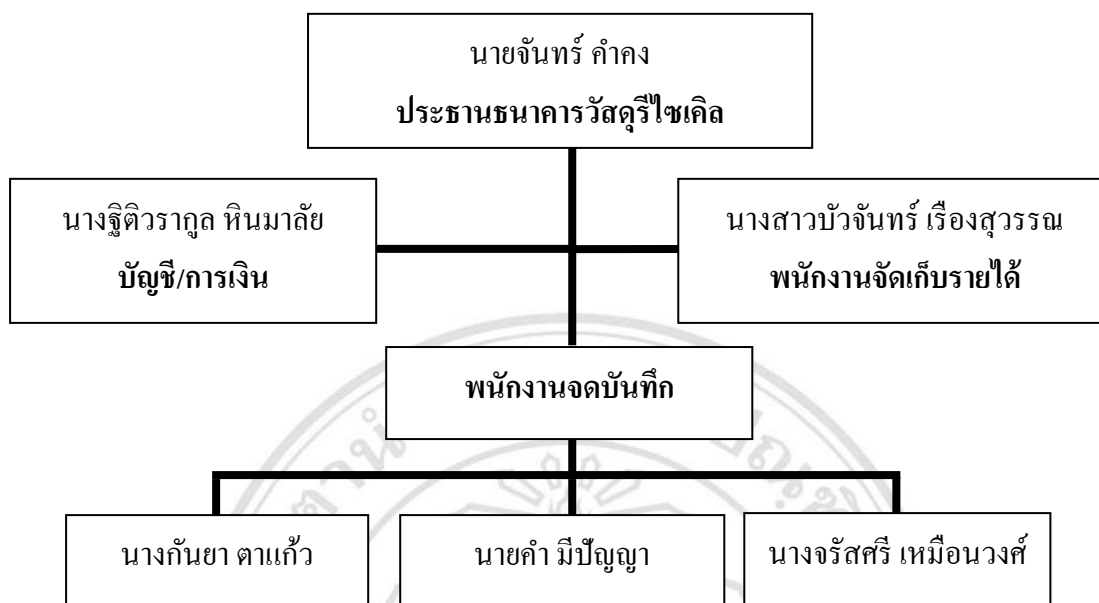 นายจันทร์ คำคง
ประธานธนาคารวัสดุรีไซเคิล
นางฐิติวรากูล หินมาลัย
บัญชี/การเงิน
นางสาวบัวจันทร์ เรืองสุวรรณ
พนักงานจัดเก็บรายได้
พนักงานจดบันทึก
นางกันยา ตาแก้ว
นายคำ มีปัญญา
นางจรัสศรี เหมือนวงศ์